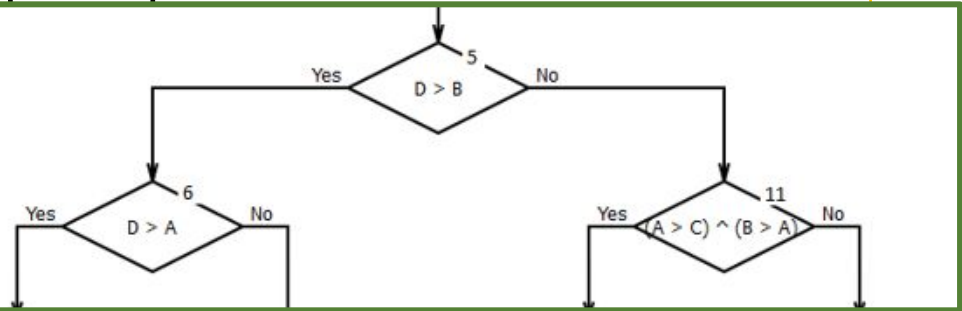 5
Yes
No
D > B
6
11
Yes
No
Yes
No
D > A
(A > C) ^ (B > A)